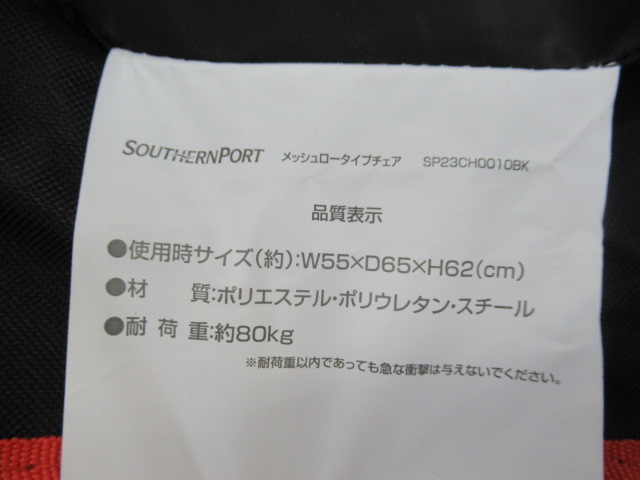 SOUTHERNPORT メッシュロータイプチェア SP23CH0010BK
品質表示
●使用時サイズ(約):W55×D65×H62(cm)
●材 質:ポリエステル・ポリウレタン・スチール
●耐 荷 重:約80kg
※耐荷重以内であっても急な衝撃は与えないでください。